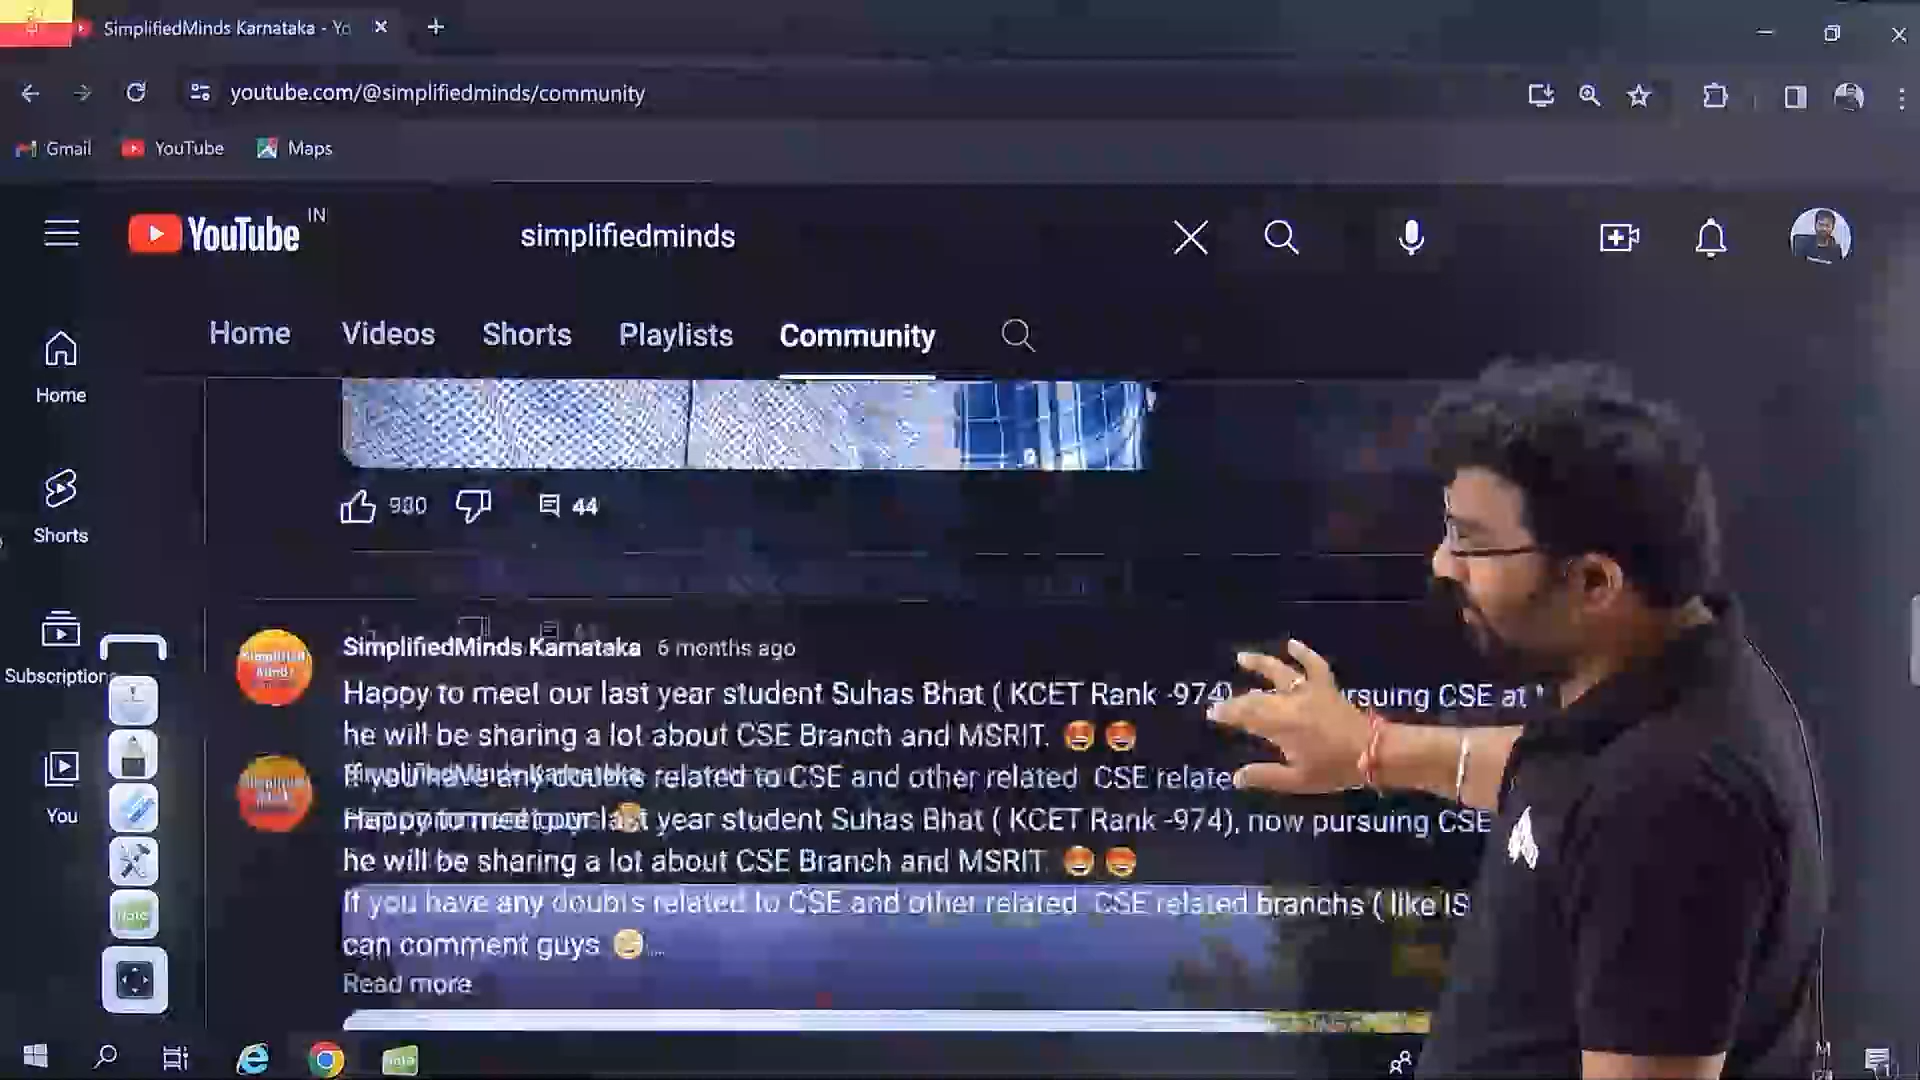 SimplifiedMinds Karnataka - Yo
youtube.com/@simplifiedminds/community
Gmail YouTube Maps
YouTube IN
simplifiedminds
Home Videos Shorts Playlists Community
Home
Shorts
Subscriptions
You
980 44
SimplifiedMinds Karnataka 6 months ago
Happy to meet our last year student Suhas Bhat ( KCET Rank -974) rsuing CSE at
he will be sharing a lot about CSE Branch and MSRIT. 😍 😍
If you have any doubts related to CSE and other related CSE related
Happy to meet our last year student Suhas Bhat ( KCET Rank -974), now pursuing CSE
he will be sharing a lot about CSE Branch and MSRIT. 😍 😍
If you have any doubts related to CSE and other related CSE related branchs ( like IS
can comment guys 😊...
Read more